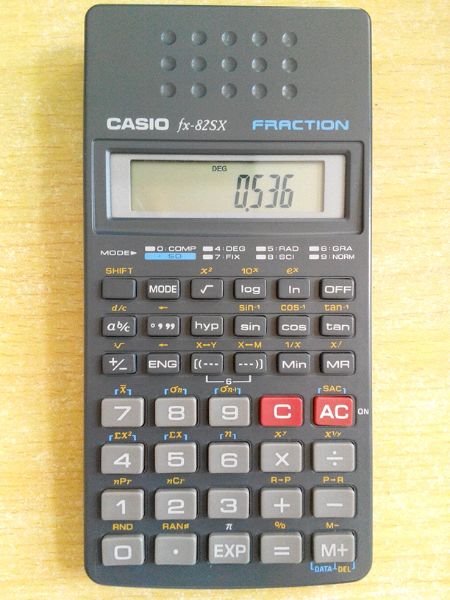 CASIO fx-82SX FRACTION
DEG
0.536
MODE▶ 0: COMP 4: DEG 5: RAD 6: GRA
· SD 7: FIX 8: SCI 9: NORM
SHIFT x² 10ˣ eˣ
MODE √ log ln OFF
d/c ← sin⁻¹ cos⁻¹ tan⁻¹
a b/c °’” hyp sin cos tan
³√ ← X↔Y X↔M 1/x x!
+/− ENG [(--- ---)] Min MR
6
x̄ σn σn-1 SAC
7 8 9 C AC ON
Σx² Σx n xʸ x¹/ʸ
4 5 6 × ÷
nPr nCr R→P P→R
1 2 3 + −
RND RAN# π % M−
0 · EXP = M+
DATA DEL